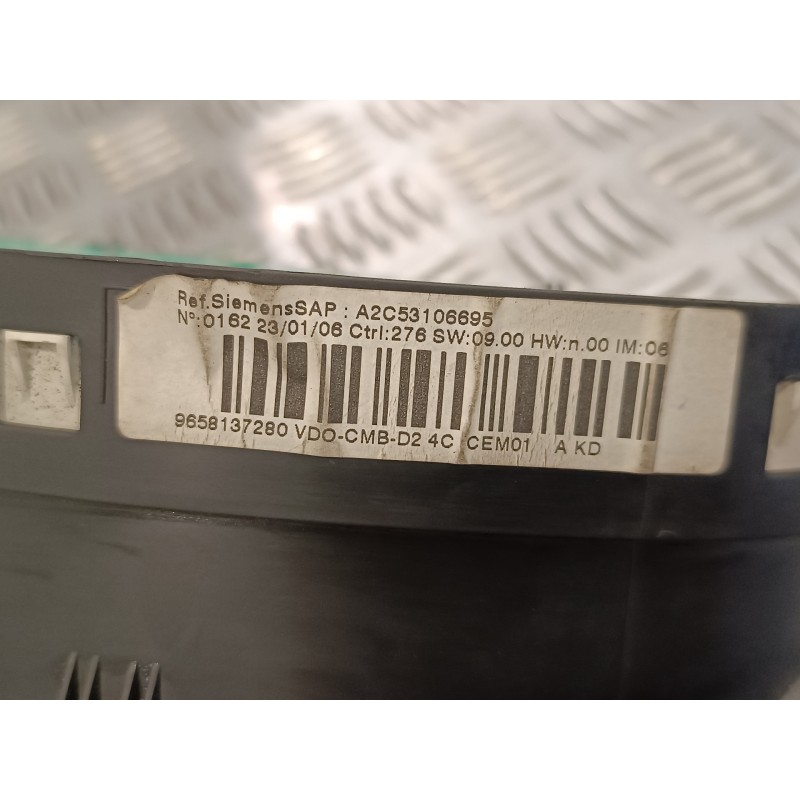 Ref.SiemensSAP : A2C53106695
N°:0162 23/01/06 Ctrl:276 SW:09.00 HW:n.00 IM:06
9658137280 VDO-CMB-D2 4C CEM01 A KD